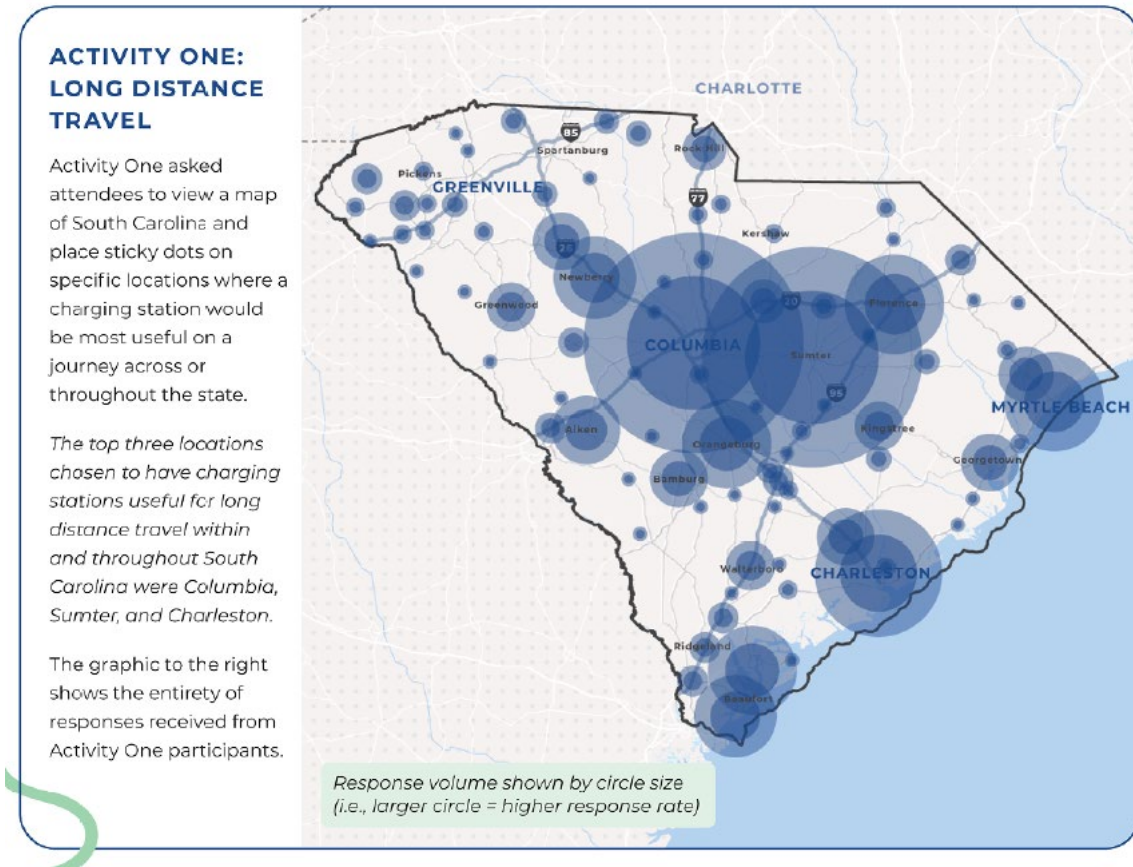 ACTIVITY ONE:
LONG DISTANCE
TRAVEL
Activity One asked
attendees to view a map
of South Carolina and
place sticky dots on
specific locations where a
charging station would
be most useful on a
journey across or
throughout the state.
The top three locations
chosen to have charging
stations useful for long
distance travel within
and throughout South
Carolina were Columbia,
Sumter, and Charleston.
The graphic to the right
shows the entirety of
responses received from
Activity One participants.
CHARLOTTE
85
Spartanburg
Rock Hill
Pickens
GREENVILLE
77
Kershaw
26
Newberry
Greenwood
20
Florence
COLUMBIA
Sumter
95
MYRTLE BEACH
Aiken
Orangeburg
Kingstree
Georgetown
Bamburg
Walterboro
CHARLESTON
Ridgeland
Beaufort
Response volume shown by circle size
(i.e., larger circle = higher response rate)